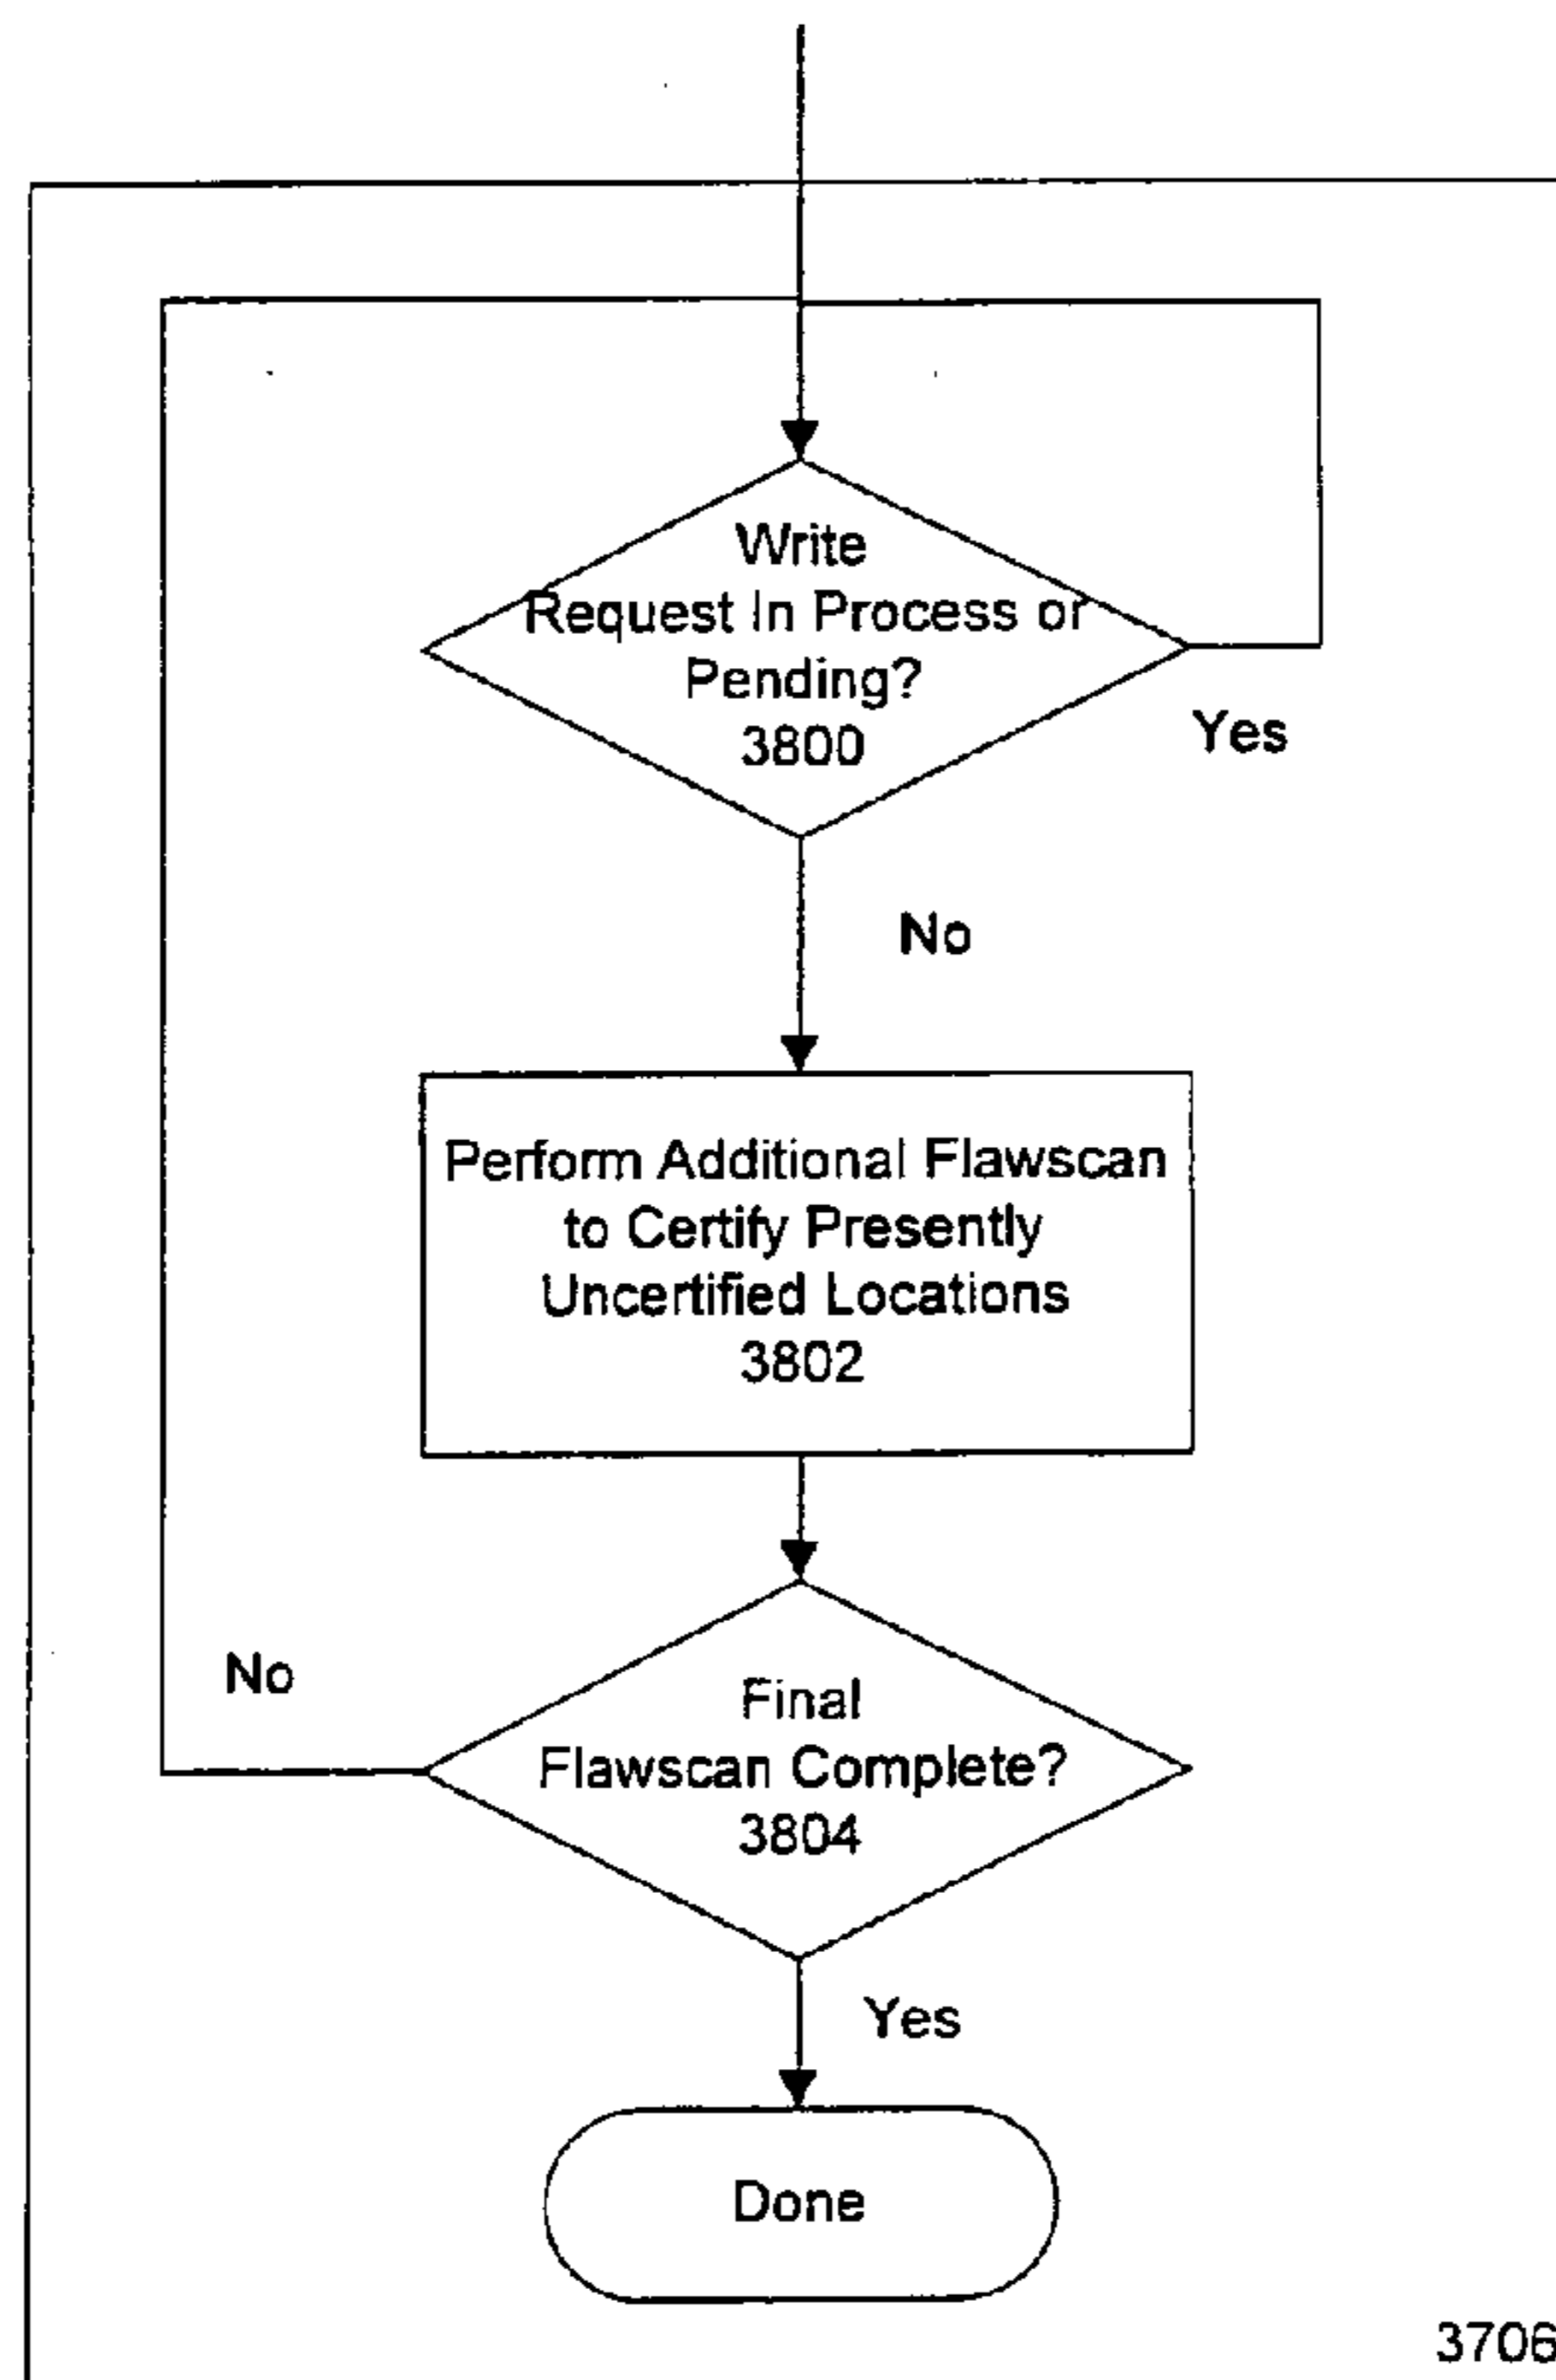 Write
Request In Process or
Pending?
3800
Yes
No
Perform Additional Flawscan
to Certify Presently
Uncertified Locations
3802
No
Final
Flawscan Complete?
3804
Yes
Done
3706